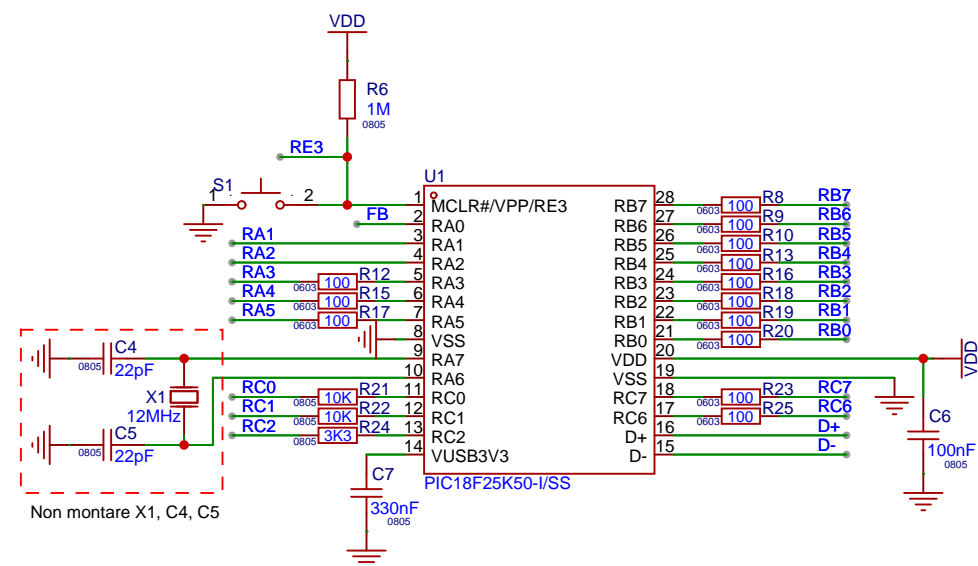 VDD
R6
1M
0805
RE3
S1
1 2
U1
1 MCLR#/VPP/RE3
FB 2 RA0
RA1 3 RA1
RA2 4 RA2
RA3 0603 100 R12 5 RA3
RA4 0603 100 R15 6 RA4
RA5 0603 100 R17 7 RA5
8 VSS
9 RA7
10 RA6
RC0 0805 10K R21 11 RC0
RC1 0805 10K R22 12 RC1
RC2 0805 3K3 R24 13 RC2
14 VUSB3V3
RB7 28 0603 100 R8 RB7
RB6 27 0603 100 R9 RB6
RB5 26 0603 100 R10 RB5
RB4 25 0603 100 R13 RB4
RB3 24 0603 100 R16 RB3
RB2 23 0603 100 R18 RB2
RB1 22 0603 100 R19 RB1
RB0 21 0603 100 R20 RB0
VDD 20 VDD
VSS 19
RC7 18 0603 100 R23 RC7
RC6 17 0603 100 R25 RC6
D+ 16 D+
D- 15 D-
PIC18F25K50-I/SS
C4
0805 22pF
X1
12MHz
C5
0805 22pF
Non montare X1, C4, C5
C7
330nF
0805
C6
100nF
0805